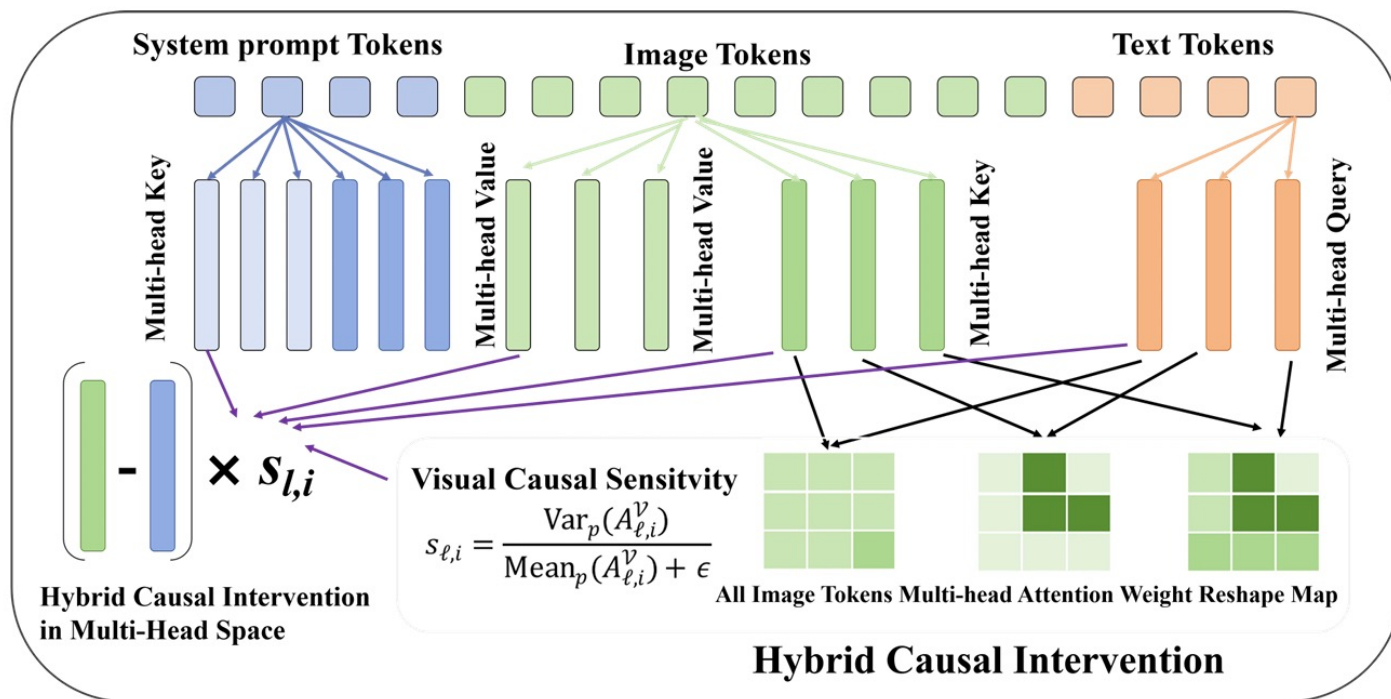 System prompt Tokens
Image Tokens
Text Tokens
Multi-head Key
Multi-head Value
Multi-head Value
Multi-head Key
Multi-head Query
- × s_{l,i}
Hybrid Causal Intervention
in Multi-Head Space
Visual Causal Sensitvity
s_{ℓ,i} = Var_p(A^𝒱_{ℓ,i}) / Mean_p(A^𝒱_{ℓ,i}) + ϵ
All Image Tokens Multi-head Attention Weight Reshape Map
Hybrid Causal Intervention